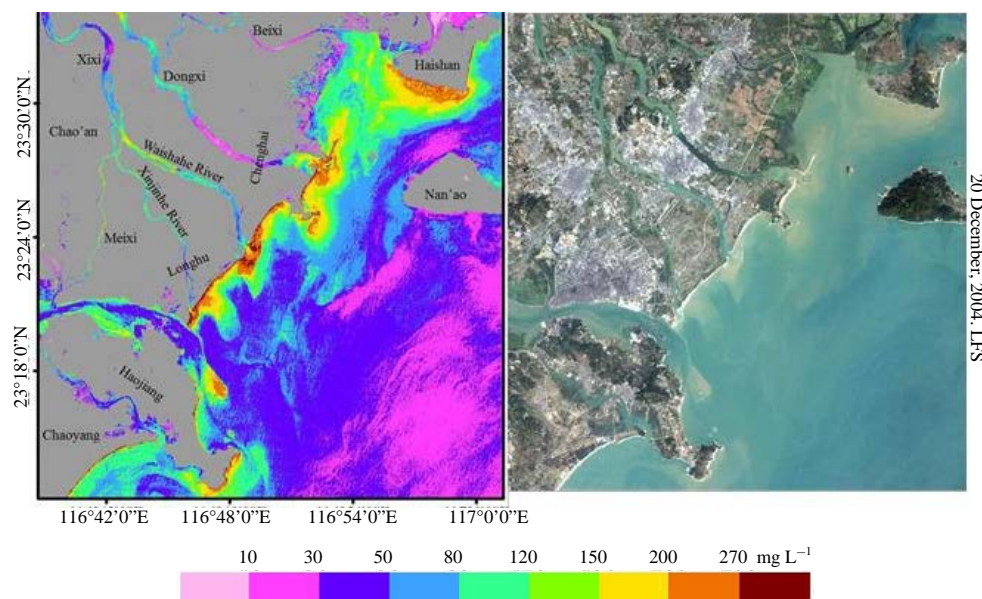 Beixi
Xixi
Haishan
Dongxi
23°30'0"N
Chao'an
Waishahe River
Chenghai
Nan'ao
Xinjinhe River
23°24'0"N
Meixi
Longhu
23°18'0"N
Haojiang
Chaoyang
116°42'0"E 116°48'0"E 116°54'0"E 117°0'0"E
20 December, 2004. LFS
10 30 50 80 120 150 200 270 mg L⁻¹